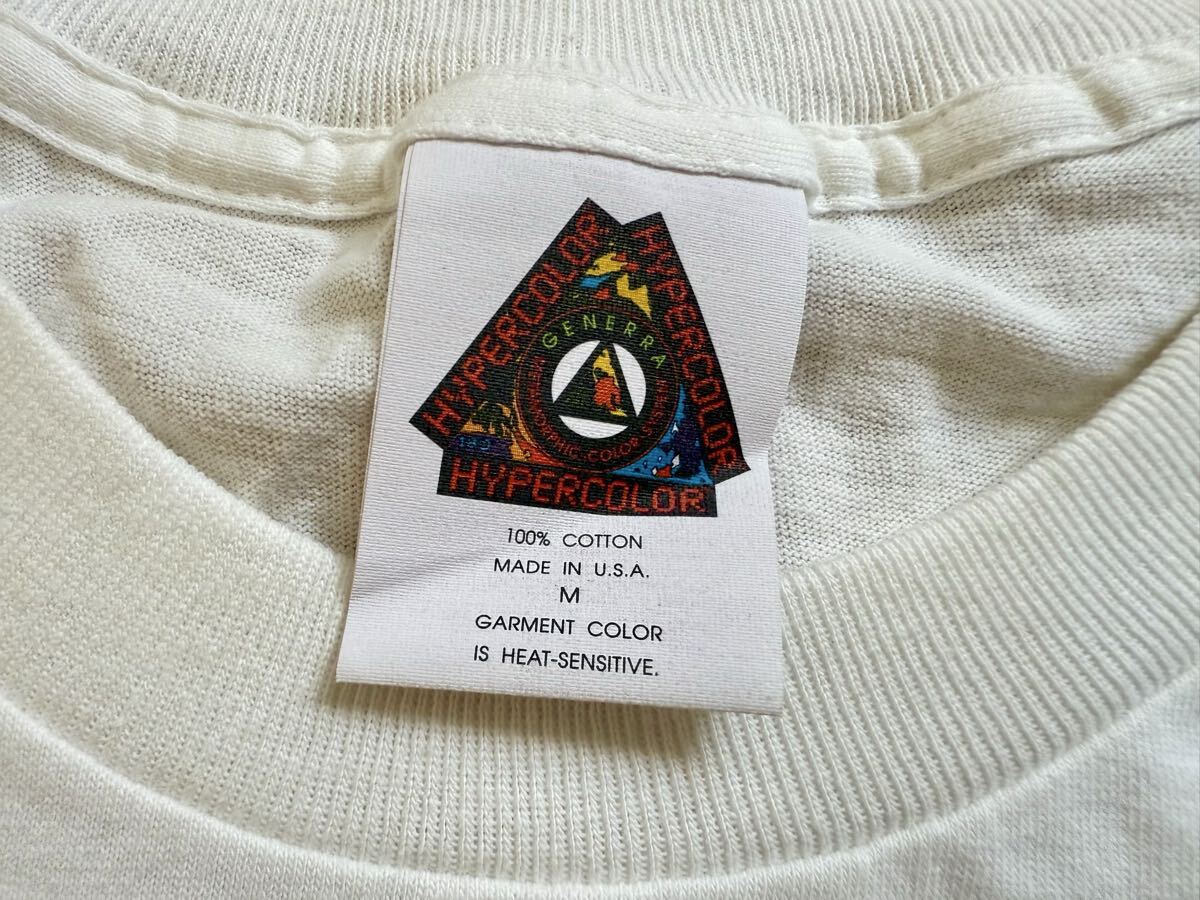 HYPERCOLOR
HYPERCOLOR
GENERRA
HYPERCOLOR
100% COTTON
MADE IN U.S.A.
M
GARMENT COLOR
IS HEAT-SENSITIVE.